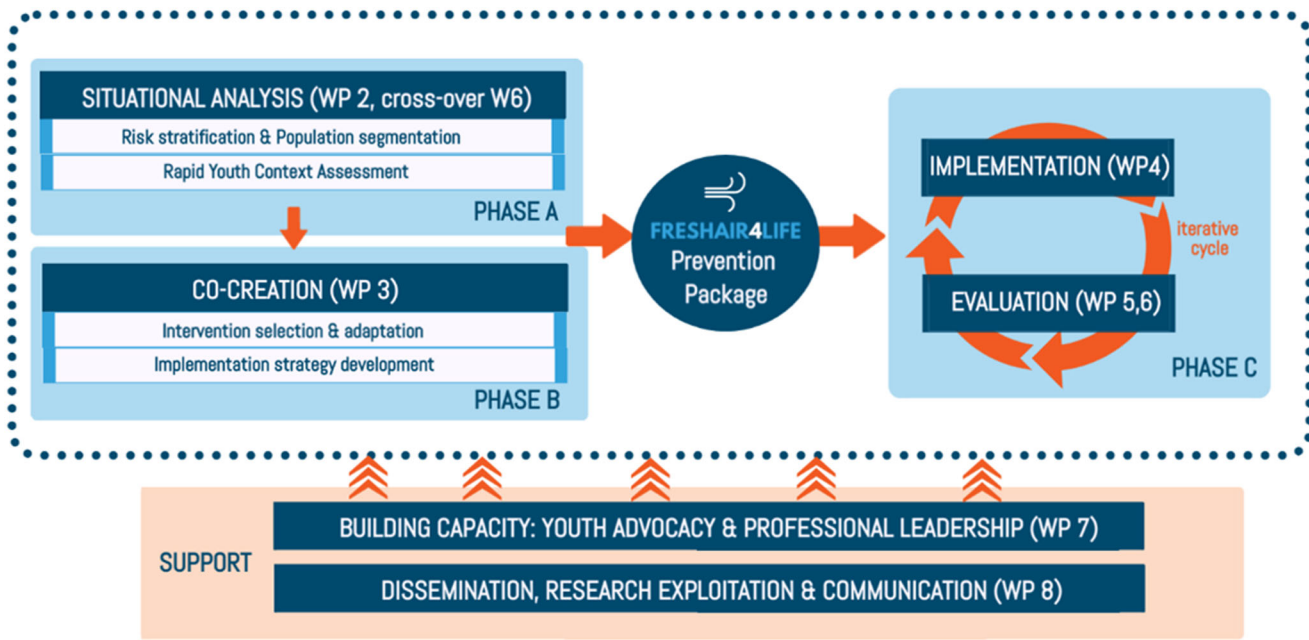 SITUATIONAL ANALYSIS (WP 2, cross-over W6)
Risk stratification & Population segmentation
Rapid Youth Context Assessment
PHASE A
CO-CREATION (WP 3)
Intervention selection & adaptation
Implementation strategy development
PHASE B
FRESHAIR4LIFE
Prevention
Package
IMPLEMENTATION (WP4)
iterative
cycle
EVALUATION (WP 5,6)
PHASE C
SUPPORT
BUILDING CAPACITY: YOUTH ADVOCACY & PROFESSIONAL LEADERSHIP (WP 7)
DISSEMINATION, RESEARCH EXPLOITATION & COMMUNICATION (WP 8)